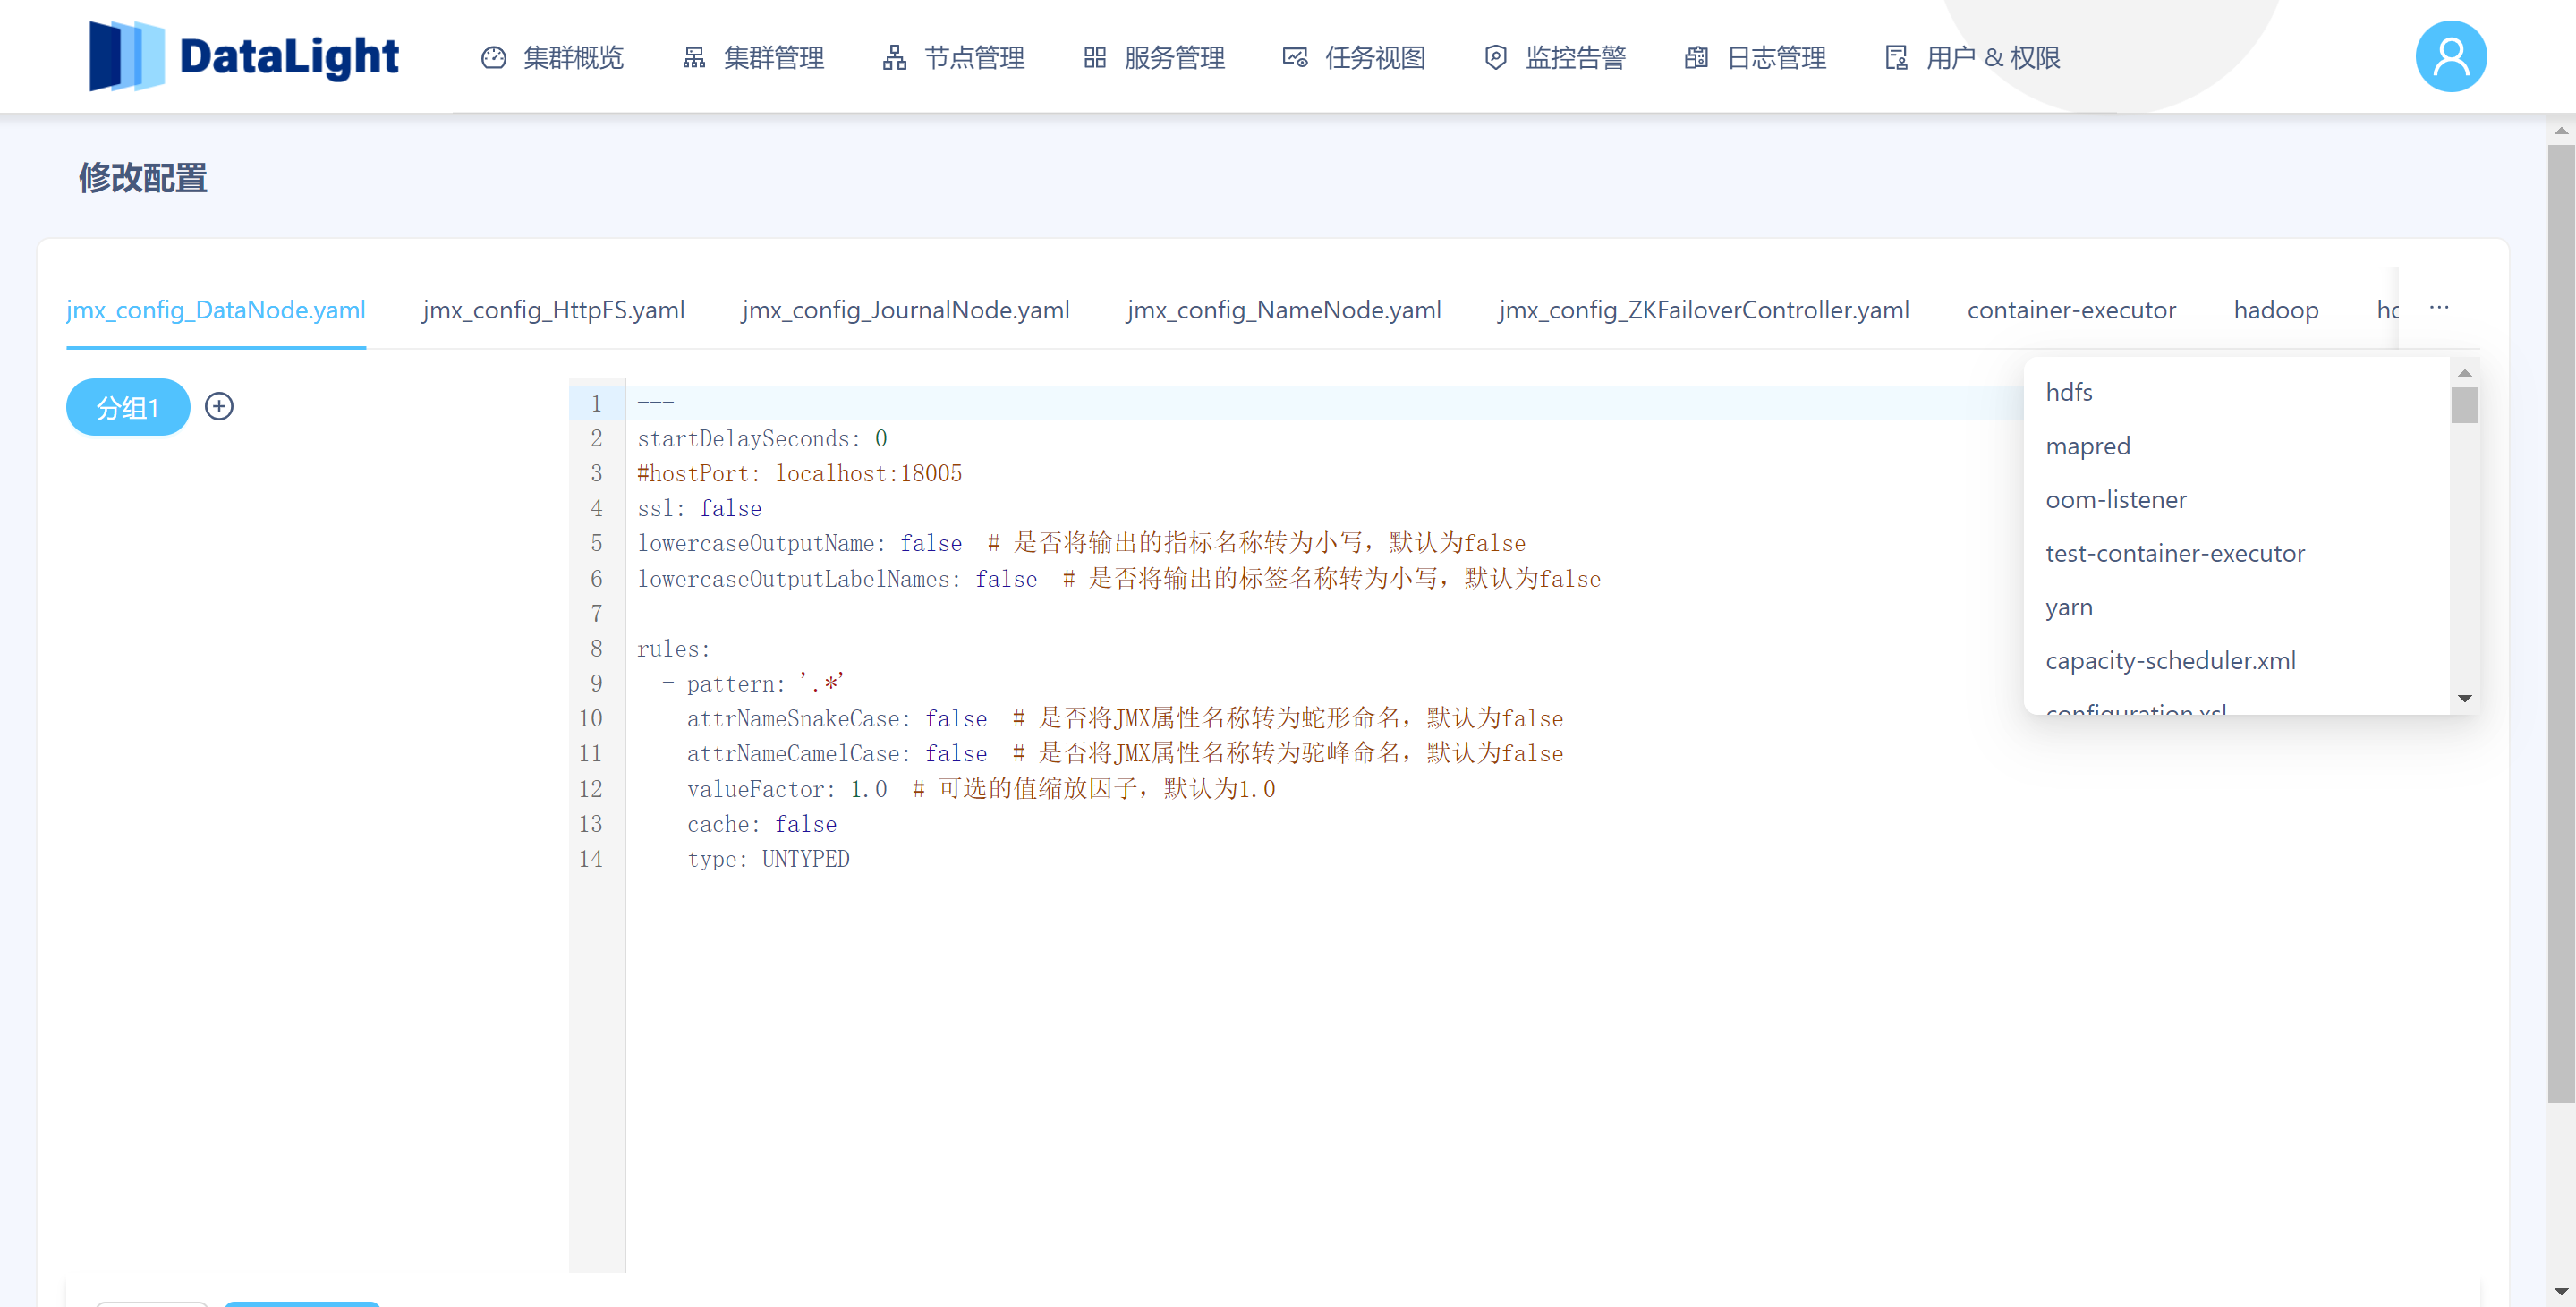 DataLight
集群概览
集群管理
节点管理
服务管理
任务视图
监控告警
日志管理
用户 & 权限
修改配置
jmx_config_DataNode.yaml
jmx_config_HttpFS.yaml
jmx_config_JournalNode.yaml
jmx_config_NameNode.yaml
jmx_config_ZKFailoverController.yaml
container-executor
hadoop
···
分组1
1 ---
2 startDelaySeconds: 0
3 #hostPort: localhost:18005
4 ssl: false
5 lowercaseOutputName: false  # 是否将输出的指标名称转为小写，默认为false
6 lowercaseOutputLabelNames: false  # 是否将输出的标签名称转为小写，默认为false
7
8 rules:
9   - pattern: '.*'
10     attrNameSnakeCase: false  # 是否将JMX属性名称转为蛇形命名，默认为false
11     attrNameCamelCase: false  # 是否将JMX属性名称转为驼峰命名，默认为false
12     valueFactor: 1.0  # 可选的值缩放因子，默认为1.0
13     cache: false
14     type: UNTYPED
hdfs
mapred
oom-listener
test-container-executor
yarn
capacity-scheduler.xml
configuration.xsl